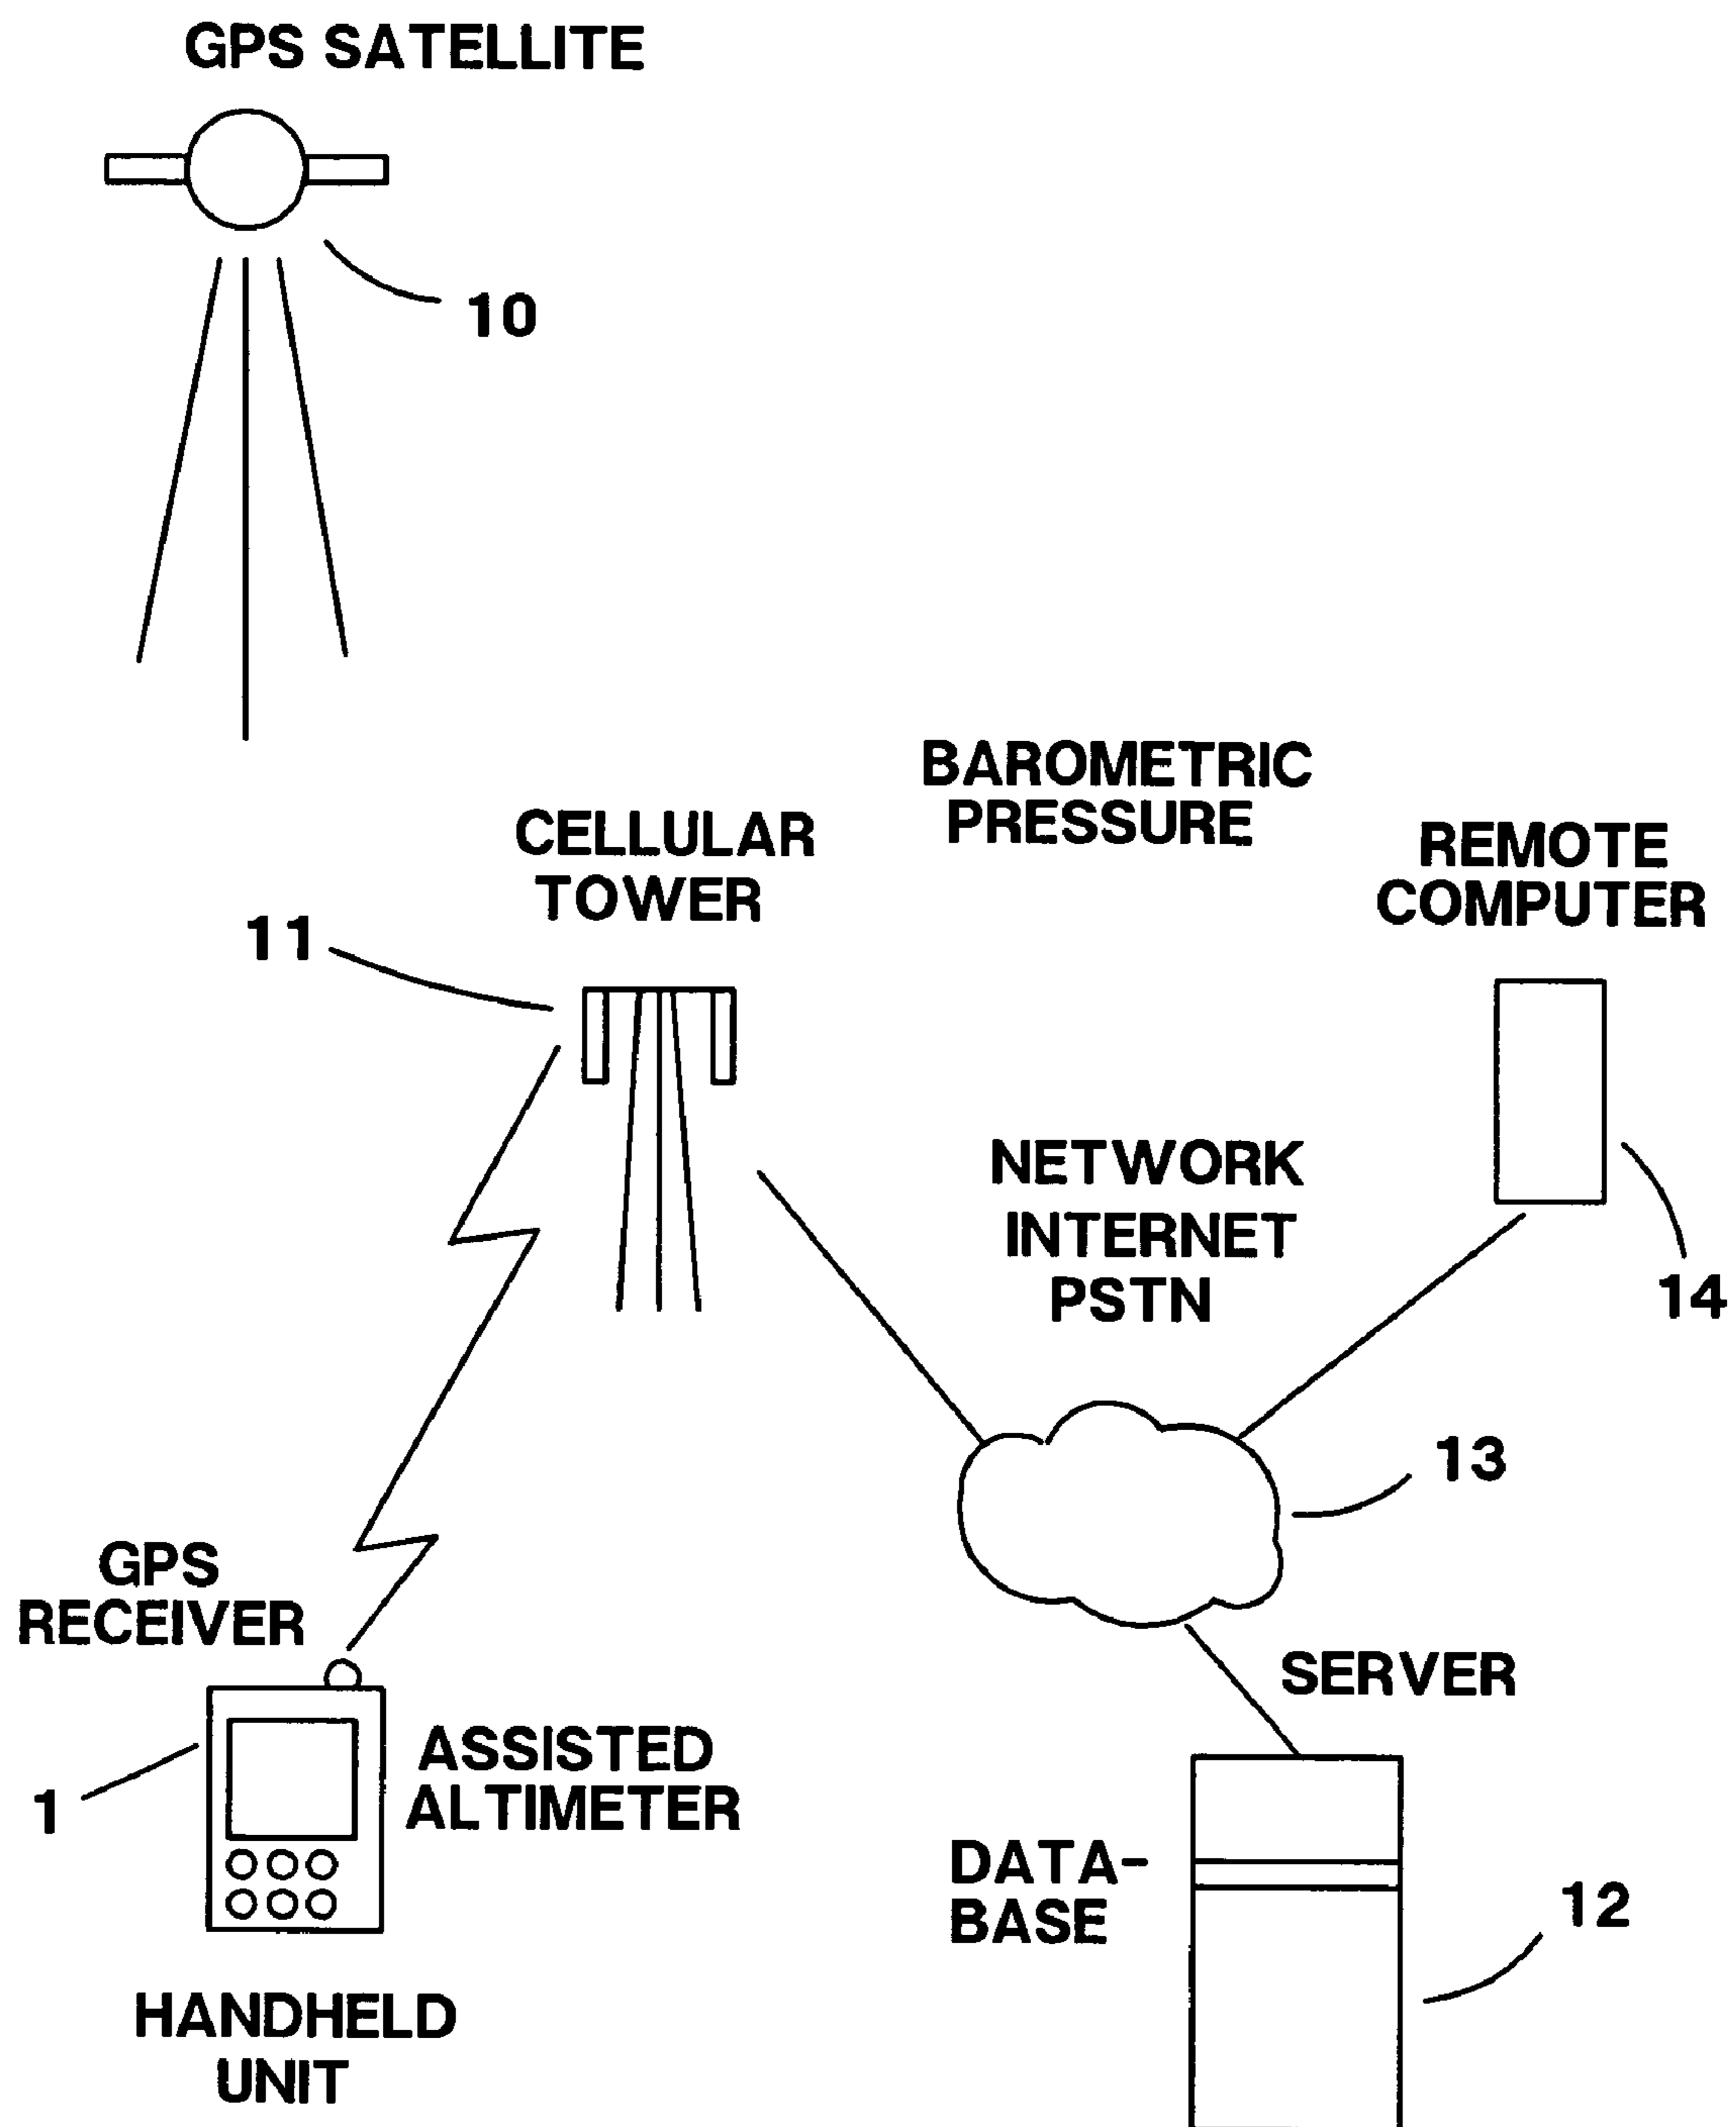 GPS SATELLITE
10
BAROMETRIC
PRESSURE
CELLULAR
TOWER
REMOTE
COMPUTER
11
NETWORK
INTERNET
PSTN
14
13
GPS
RECEIVER
SERVER
ASSISTED
ALTIMETER
1
DATA-
BASE
12
HANDHELD
UNIT